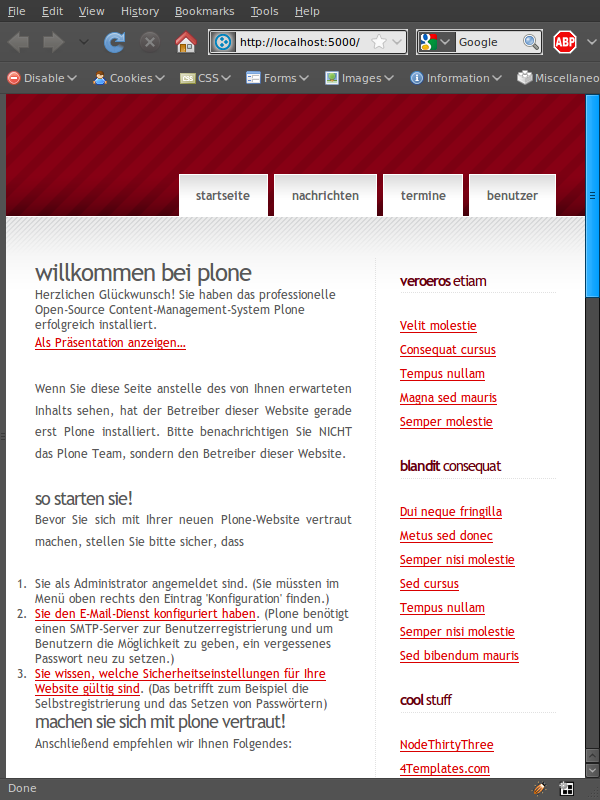 File Edit View History Bookmarks Tools Help
http://localhost:5000/ Google ABP
Disable Cookies CSS Forms Images Information Miscellaneo
startseite nachrichten termine benutzer
willkommen bei plone
Herzlichen Glückwunsch! Sie haben das professionelle
Open-Source Content-Management-System Plone
erfolgreich installiert.
Als Präsentation anzeigen…
Wenn Sie diese Seite anstelle des von Ihnen erwarteten
Inhalts sehen, hat der Betreiber dieser Website gerade
erst Plone installiert. Bitte benachrichtigen Sie NICHT
das Plone Team, sondern den Betreiber dieser Website.
so starten sie!
Bevor Sie sich mit Ihrer neuen Plone-Website vertraut
machen, stellen Sie bitte sicher, dass
1. Sie als Administrator angemeldet sind. (Sie müssten im
Menü oben rechts den Eintrag 'Konfiguration' finden.)
2. Sie den E-Mail-Dienst konfiguriert haben. (Plone benötigt
einen SMTP-Server zur Benutzerregistrierung und um
Benutzern die Möglichkeit zu geben, ein vergessenes
Passwort neu zu setzen.)
3. Sie wissen, welche Sicherheitseinstellungen für Ihre
Website gültig sind. (Das betrifft zum Beispiel die
Selbstregistrierung und das Setzen von Passwörtern)
machen sie sich mit plone vertraut!
Anschließend empfehlen wir Ihnen Folgendes:
veroeros etiam
Velit molestie
Consequat cursus
Tempus nullam
Magna sed mauris
Semper molestie
blandit consequat
Dui neque fringilla
Metus sed donec
Semper nisi molestie
Sed cursus
Tempus nullam
Semper nisi molestie
Sed bibendum mauris
cool stuff
NodeThirtyThree
4Templates.com
Done